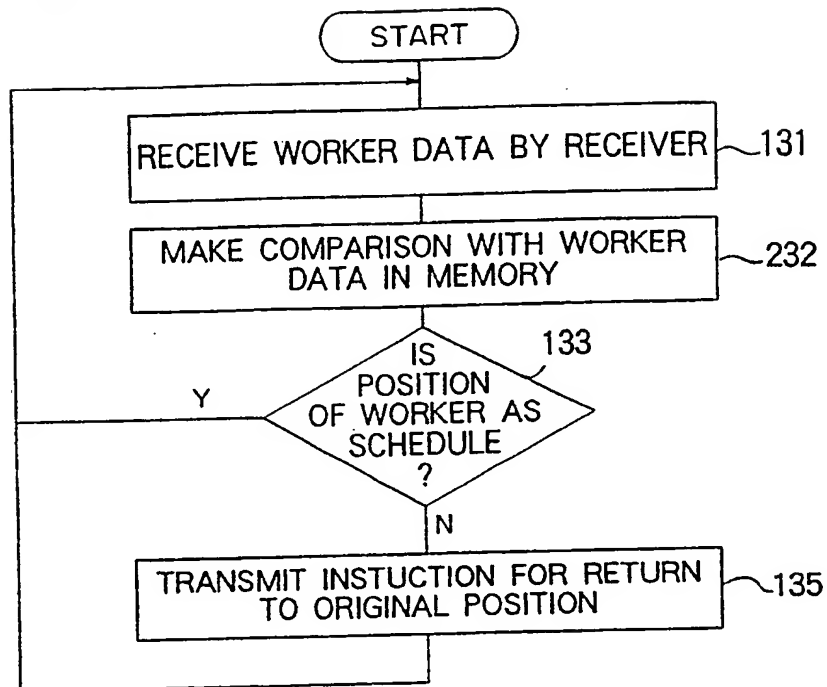 START
RECEIVE WORKER DATA BY RECEIVER
131
MAKE COMPARISON WITH WORKER
DATA IN MEMORY
232
133
IS
POSITION
OF WORKER AS
SCHEDULE
?
Y
N
TRANSMIT INSTUCTION FOR RETURN
TO ORIGINAL POSITION
135